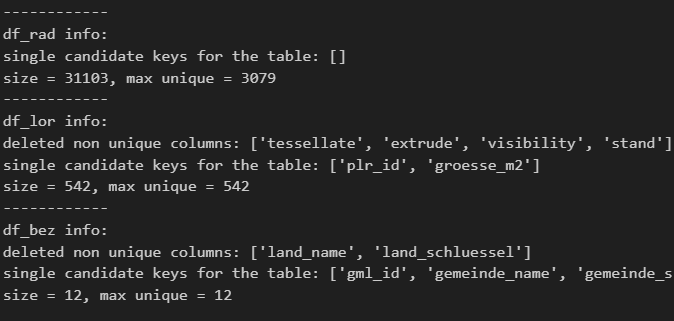 ------------
df_rad info:
single candidate keys for the table: []
size = 31103, max unique = 3079
------------
df_lor info:
deleted non unique columns: ['tessellate', 'extrude', 'visibility', 'stand']
single candidate keys for the table: ['plr_id', 'groesse_m2']
size = 542, max unique = 542
------------
df_bez info:
deleted non unique columns: ['land_name', 'land_schluessel']
single candidate keys for the table: ['gml_id', 'gemeinde_name', 'gemeinde_s
size = 12, max unique = 12